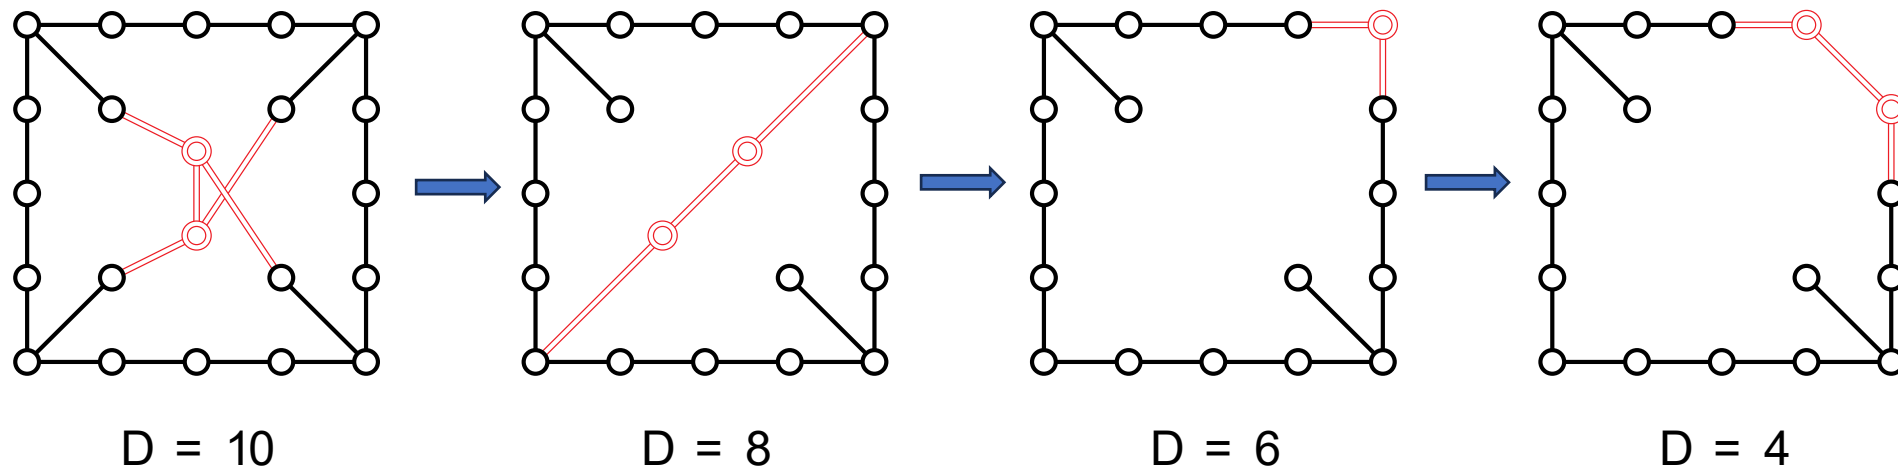 D = 10 D = 8 D = 6 D = 4